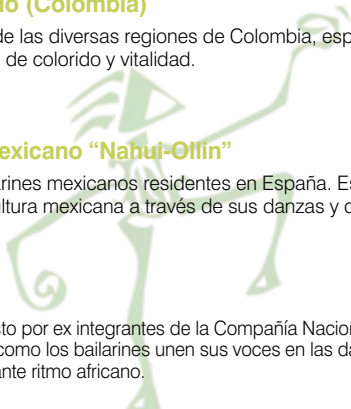 do (Colombia)
de las diversas regiones de Colombia, esp
de colorido y vitalidad.
exicano “Nahui-Ollin”
arines mexicanos residentes en España. Es
ultura mexicana a través de sus danzas y c
sto por ex integrantes de la Compañía Nacion
como los bailarines unen sus voces en las da
ante ritmo africano.